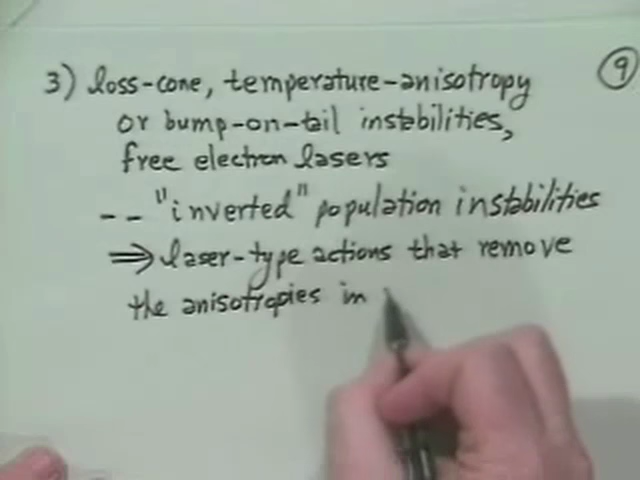 9
3) loss-cone, temperature-anisotropy
or bump-on-tail instabilities,
free electron lasers
-- "inverted" population instabilities
⇒ laser-type actions that remove
the anisotropies in